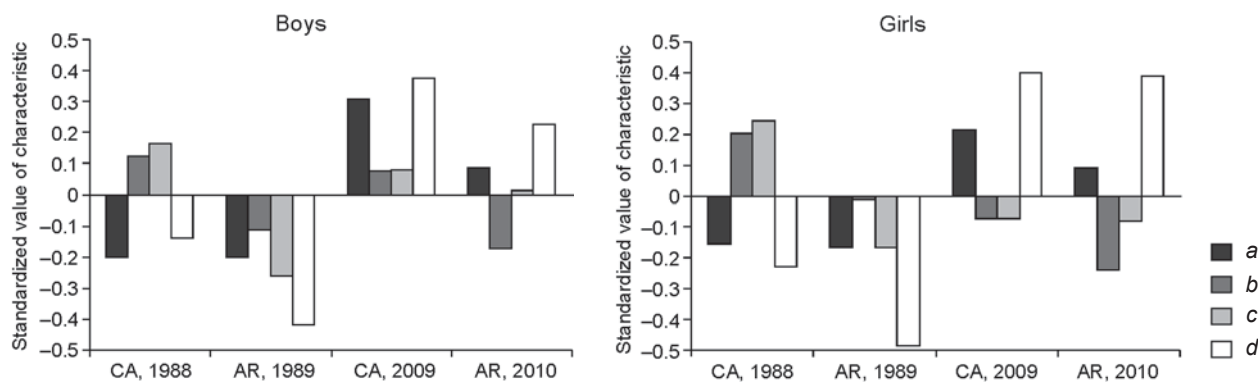 Boys
Standardized value of characteristic
0.5
0.4
0.3
0.2
0.1
0
–0.1
–0.2
–0.3
–0.4
–0.5
CA, 1988 AR, 1989 CA, 2009 AR, 2010
Girls
Standardized value of characteristic
0.5
0.4
0.3
0.2
0.1
0
–0.1
–0.2
–0.3
–0.4
–0.5
CA, 1988 AR, 1989 CA, 2009 AR, 2010
a
b
c
d